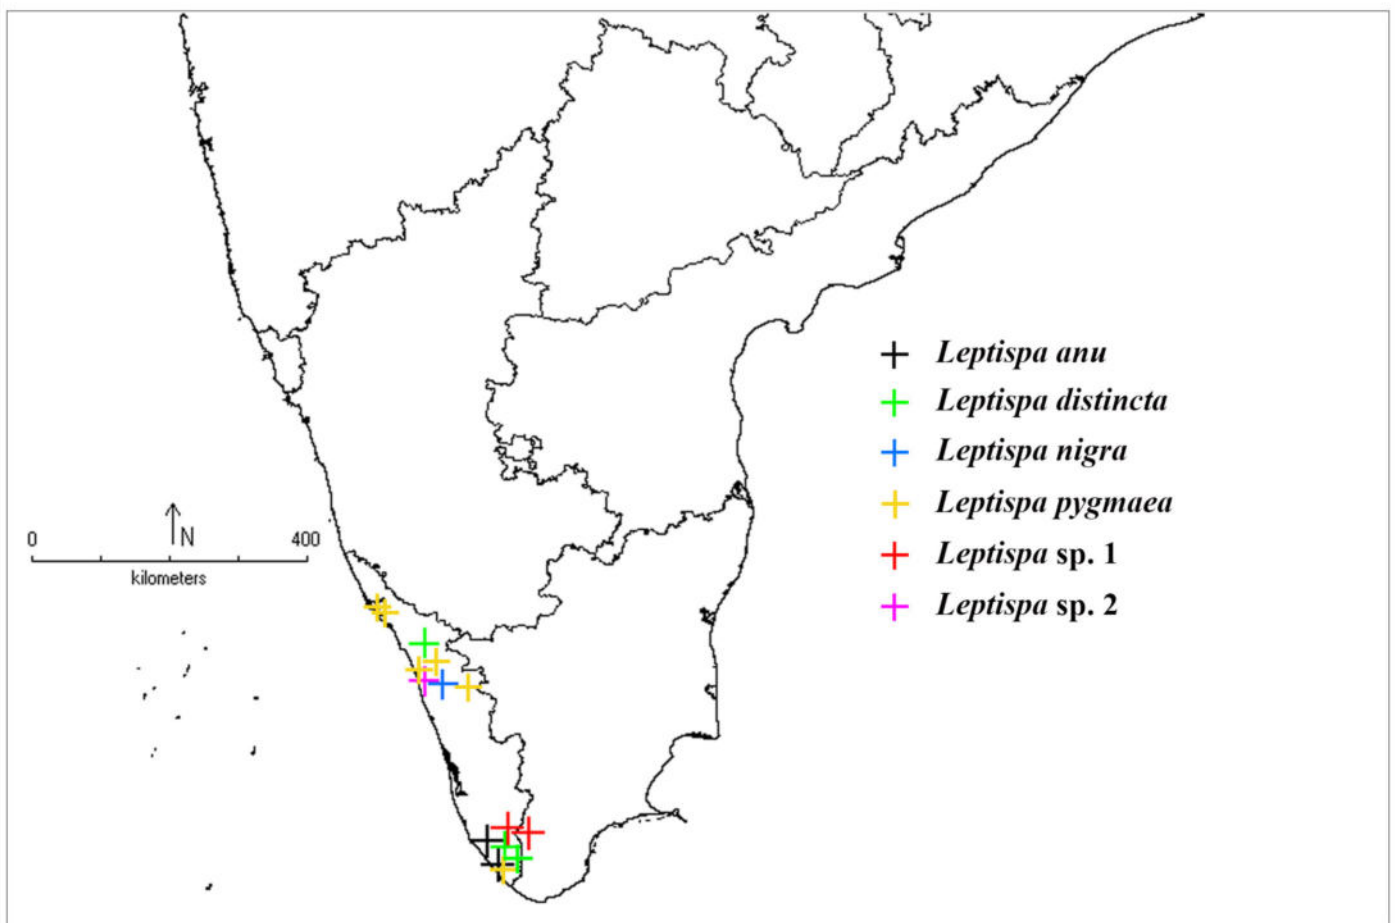 Leptispa anu
Leptispa distincta
Leptispa nigra
Leptispa pygmaea
Leptispa sp. 1
Leptispa sp. 2
N
0 400
kilometers